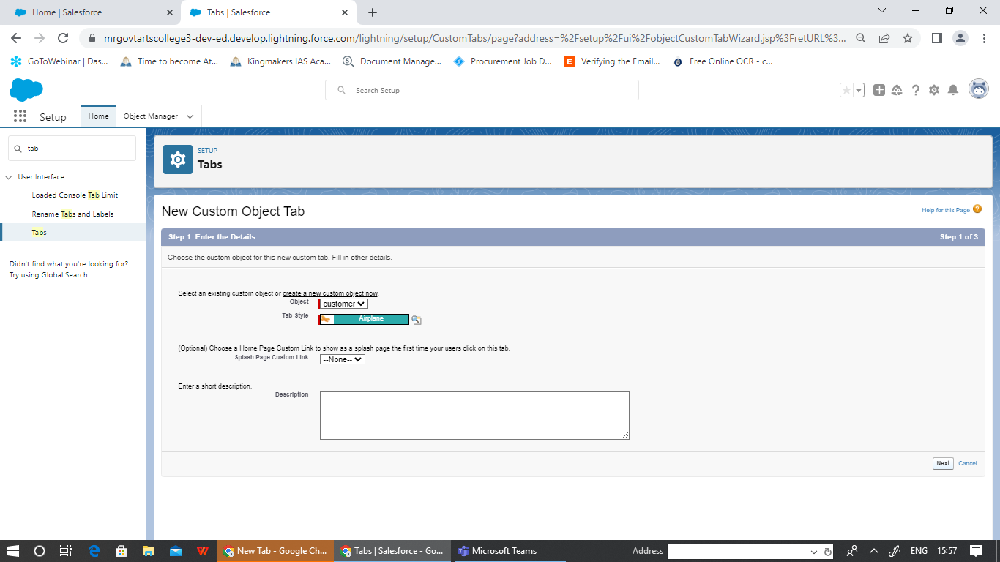 Home | Salesforce
Tabs | Salesforce
mrgovtartscollege3-dev-ed.develop.lightning.force.com/lightning/setup/CustomTabs/page?address=%2Fsetup%2Fui%2FobjectCustomTabWizard.jsp%3FretURL%3...
GoToWebinar | Das... Time to become At... Kingmakers IAS Aca... Document Manage... Procurement Job D... E Verifying the Email... Free Online OCR - c...
Search Setup
Setup Home Object Manager
tab
User Interface
Loaded Console Tab Limit
Rename Tabs and Labels
Tabs
Didn't find what you're looking for?
Try using Global Search.
SETUP
Tabs
New Custom Object Tab
Help for this Page ?
Step 1. Enter the Details Step 1 of 3
Choose the custom object for this new custom tab. Fill in other details.
Select an existing custom object or create a new custom object now.
Object customer
Tab Style Airplane
(Optional) Choose a Home Page Custom Link to show as a splash page the first time your users click on this tab.
Splash Page Custom Link --None--
Enter a short description.
Description
Next Cancel
New Tab - Google Ch... Tabs | Salesforce - Go... Microsoft Teams Address ENG 15:57